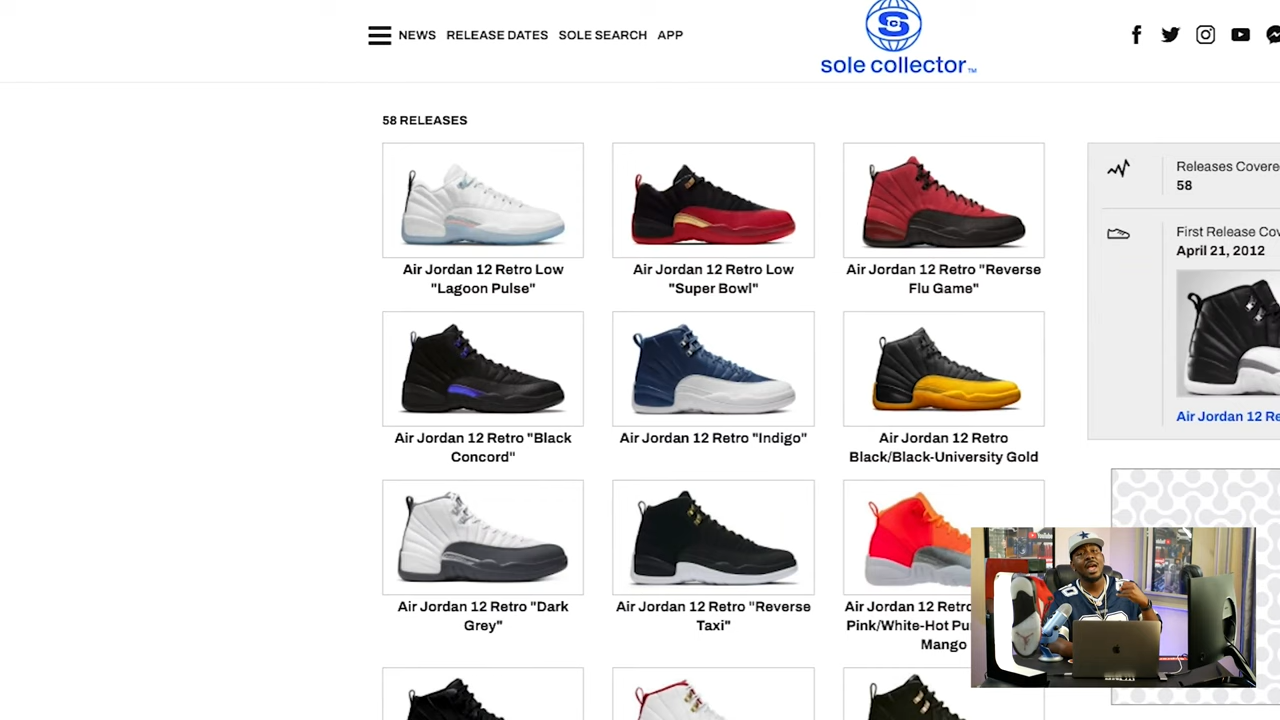 NEWS RELEASE DATES SOLE SEARCH APP
sole collector™
58 RELEASES
Air Jordan 12 Retro Low
"Lagoon Pulse"
Air Jordan 12 Retro Low
"Super Bowl"
Air Jordan 12 Retro "Reverse
Flu Game"
Air Jordan 12 Retro "Black
Concord"
Air Jordan 12 Retro "Indigo"
Air Jordan 12 Retro
Black/Black-University Gold
Air Jordan 12 Retro "Dark
Grey"
Air Jordan 12 Retro "Reverse
Taxi"
Air Jordan 12 Retro
Pink/White-Hot Pu
Mango
Releases Covere
58
First Release Cov
April 21, 2012
Air Jordan 12 Re
YouTube